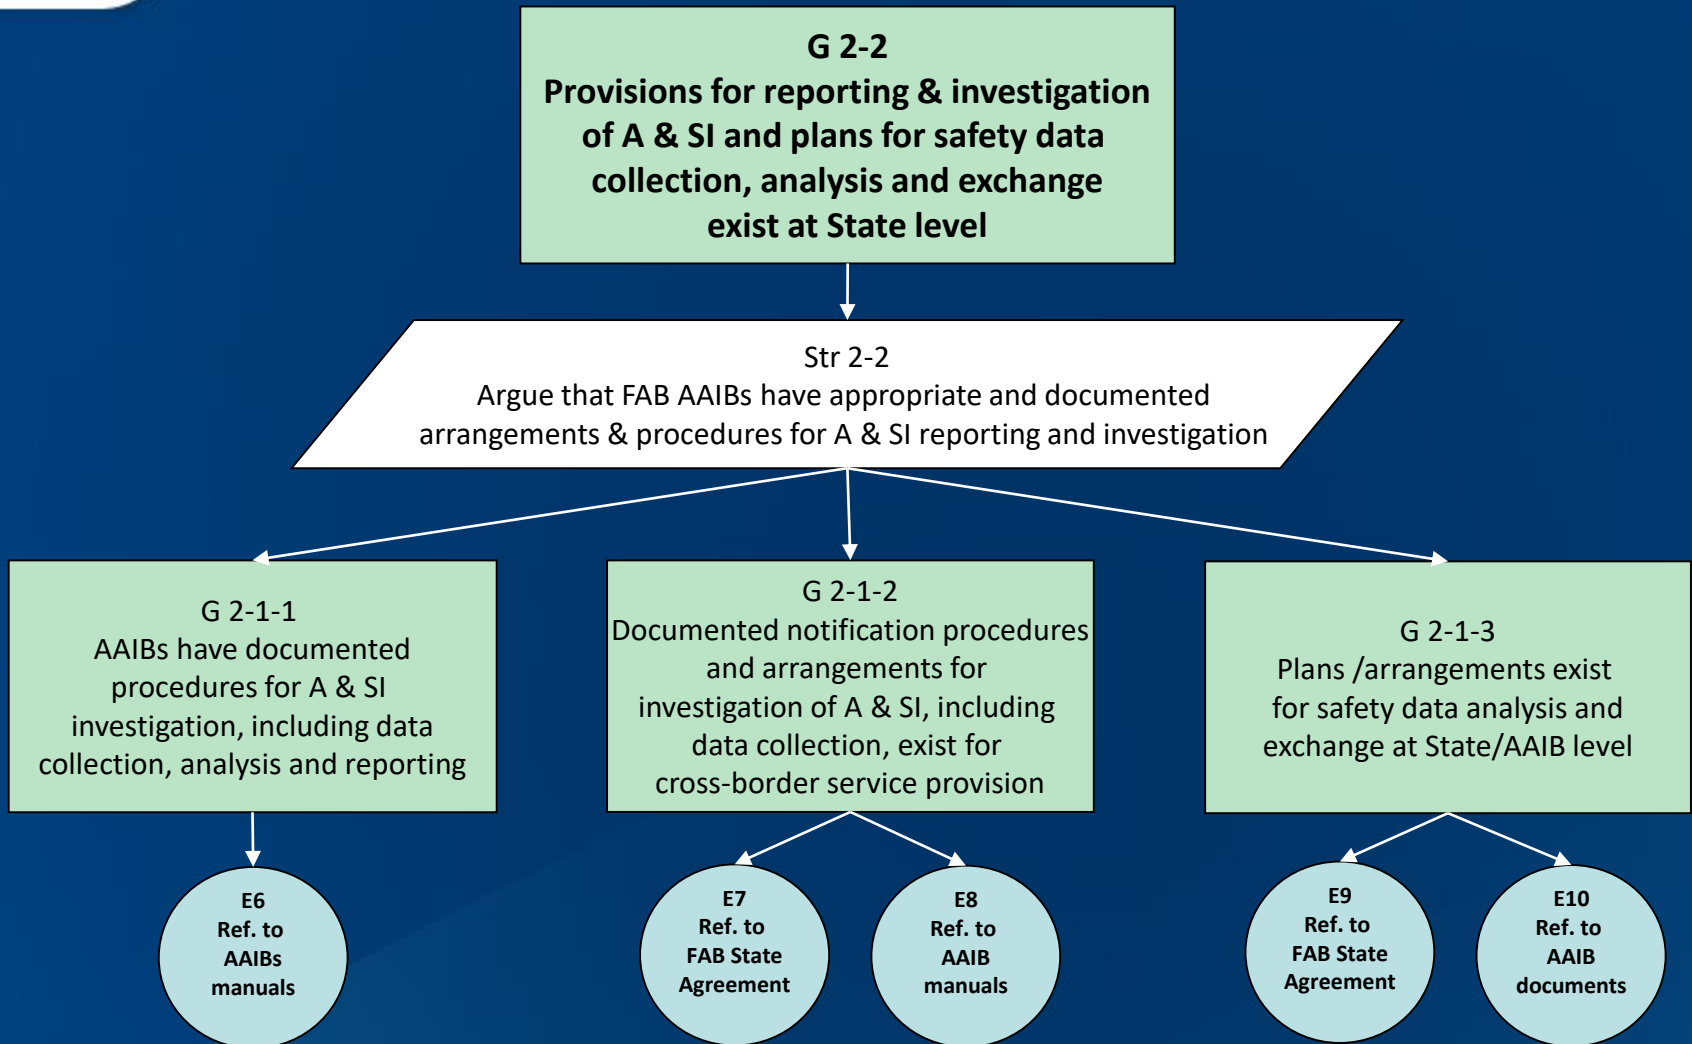 G 2-2
Provisions for reporting & investigation
of A & SI and plans for safety data
collection, analysis and exchange
exist at State level
Str 2-2
Argue that FAB AAIBs have appropriate and documented
arrangements & procedures for A & SI reporting and investigation
G 2-1-1
AAIBs have documented
procedures for A & SI
investigation, including data
collection, analysis and reporting
G 2-1-2
Documented notification procedures
and arrangements for
investigation of A & SI, including
data collection, exist for
cross-border service provision
G 2-1-3
Plans /arrangements exist
for safety data analysis and
exchange at State/AAIB level
E6
Ref. to
AAIBs
manuals
E7
Ref. to
FAB State
Agreement
E8
Ref. to
AAIB
manuals
E9
Ref. to
FAB State
Agreement
E10
Ref. to
AAIB
documents